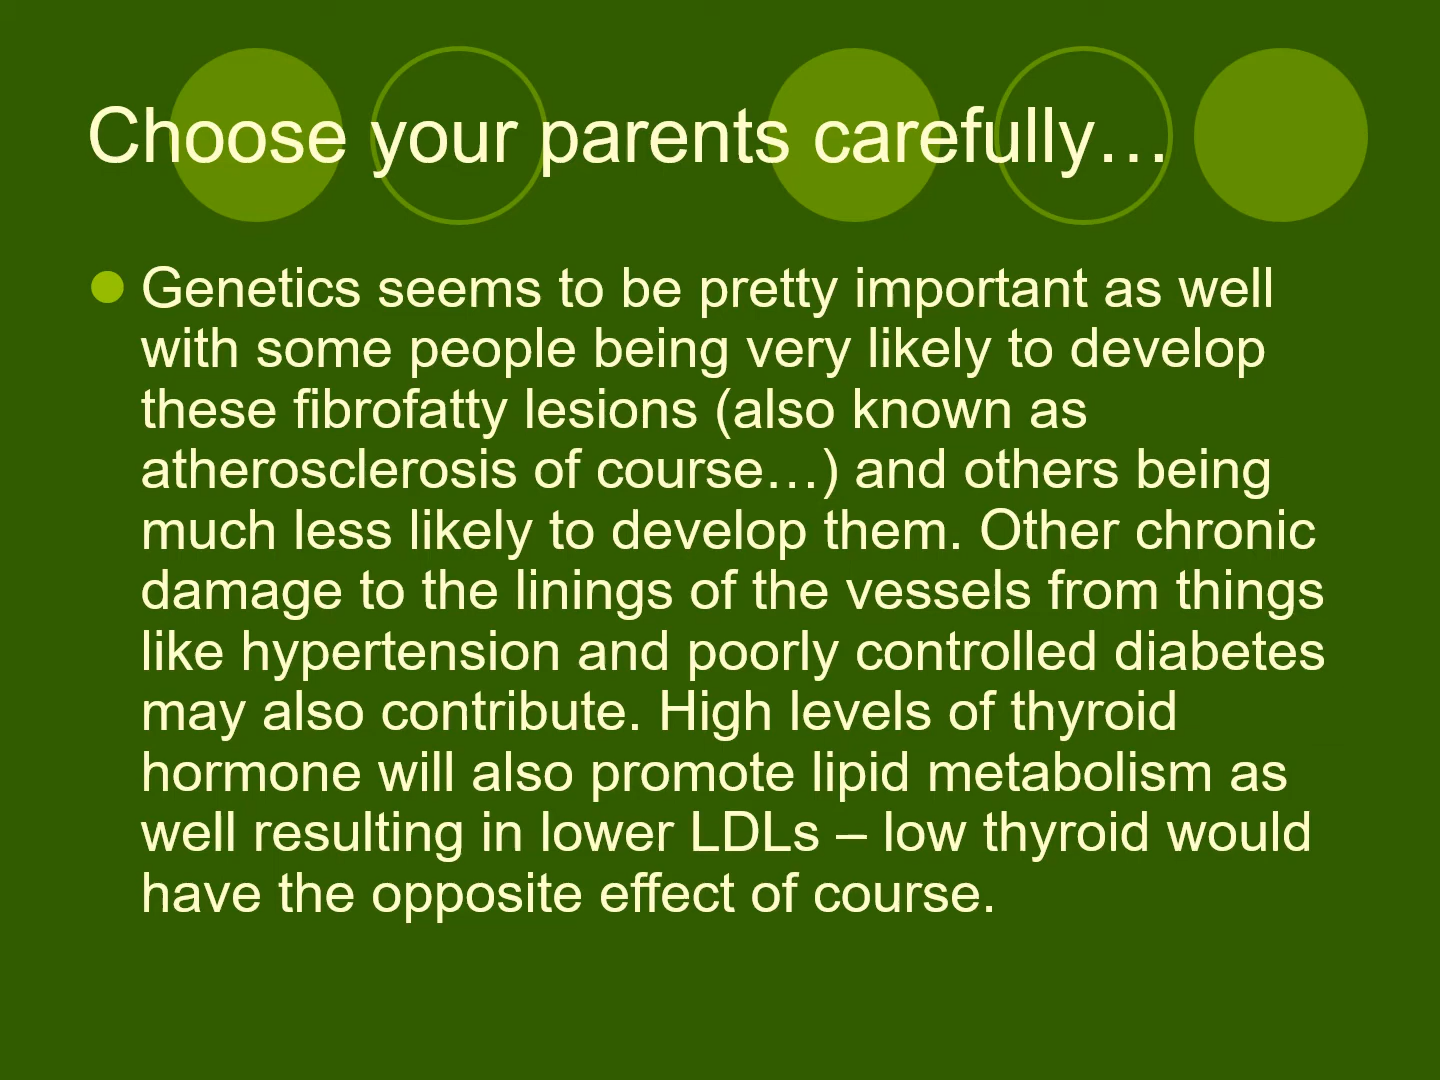 Choose your parents carefully…
Genetics seems to be pretty important as well
with some people being very likely to develop
these fibrofatty lesions (also known as
atherosclerosis of course…) and others being
much less likely to develop them. Other chronic
damage to the linings of the vessels from things
like hypertension and poorly controlled diabetes
may also contribute. High levels of thyroid
hormone will also promote lipid metabolism as
well resulting in lower LDLs – low thyroid would
have the opposite effect of course.